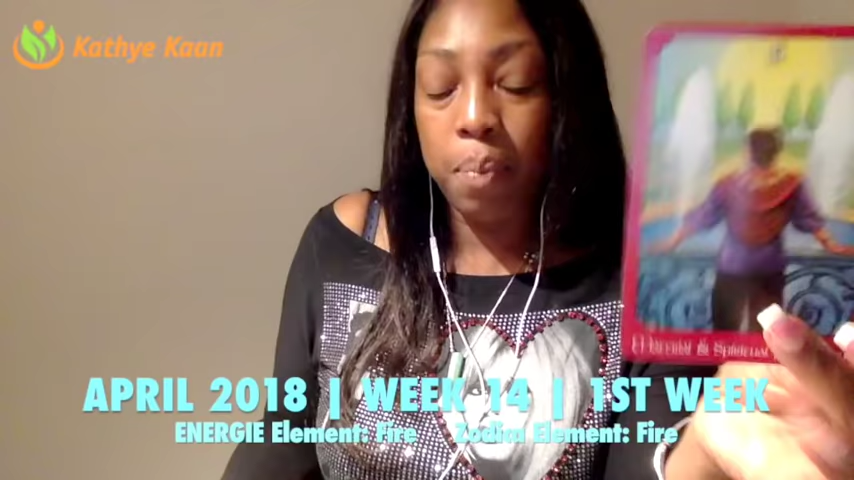 Kathye Kaan
APRIL 2018 | WEEK 14 | 1ST WEEK
ENERGIE Element: Fire Zodiac Element: Fire